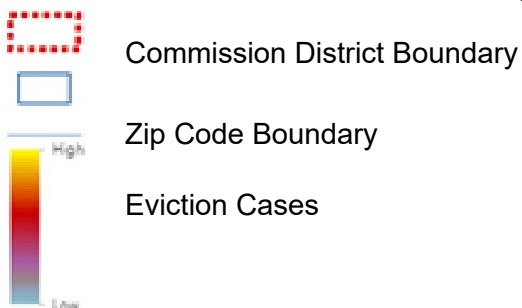 Commission District Boundary
Zip Code Boundary
High
Eviction Cases
Low